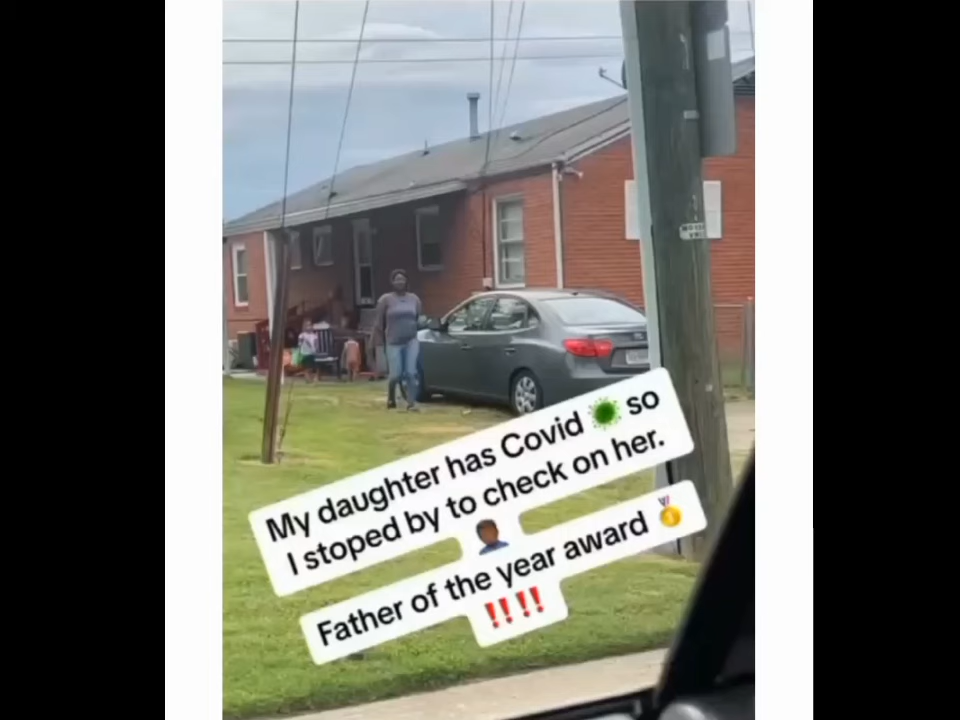 My daughter has Covid 🦠 so
I stoped by to check on her.
🤦🏾‍♂️
Father of the year award 🏅
‼️‼️